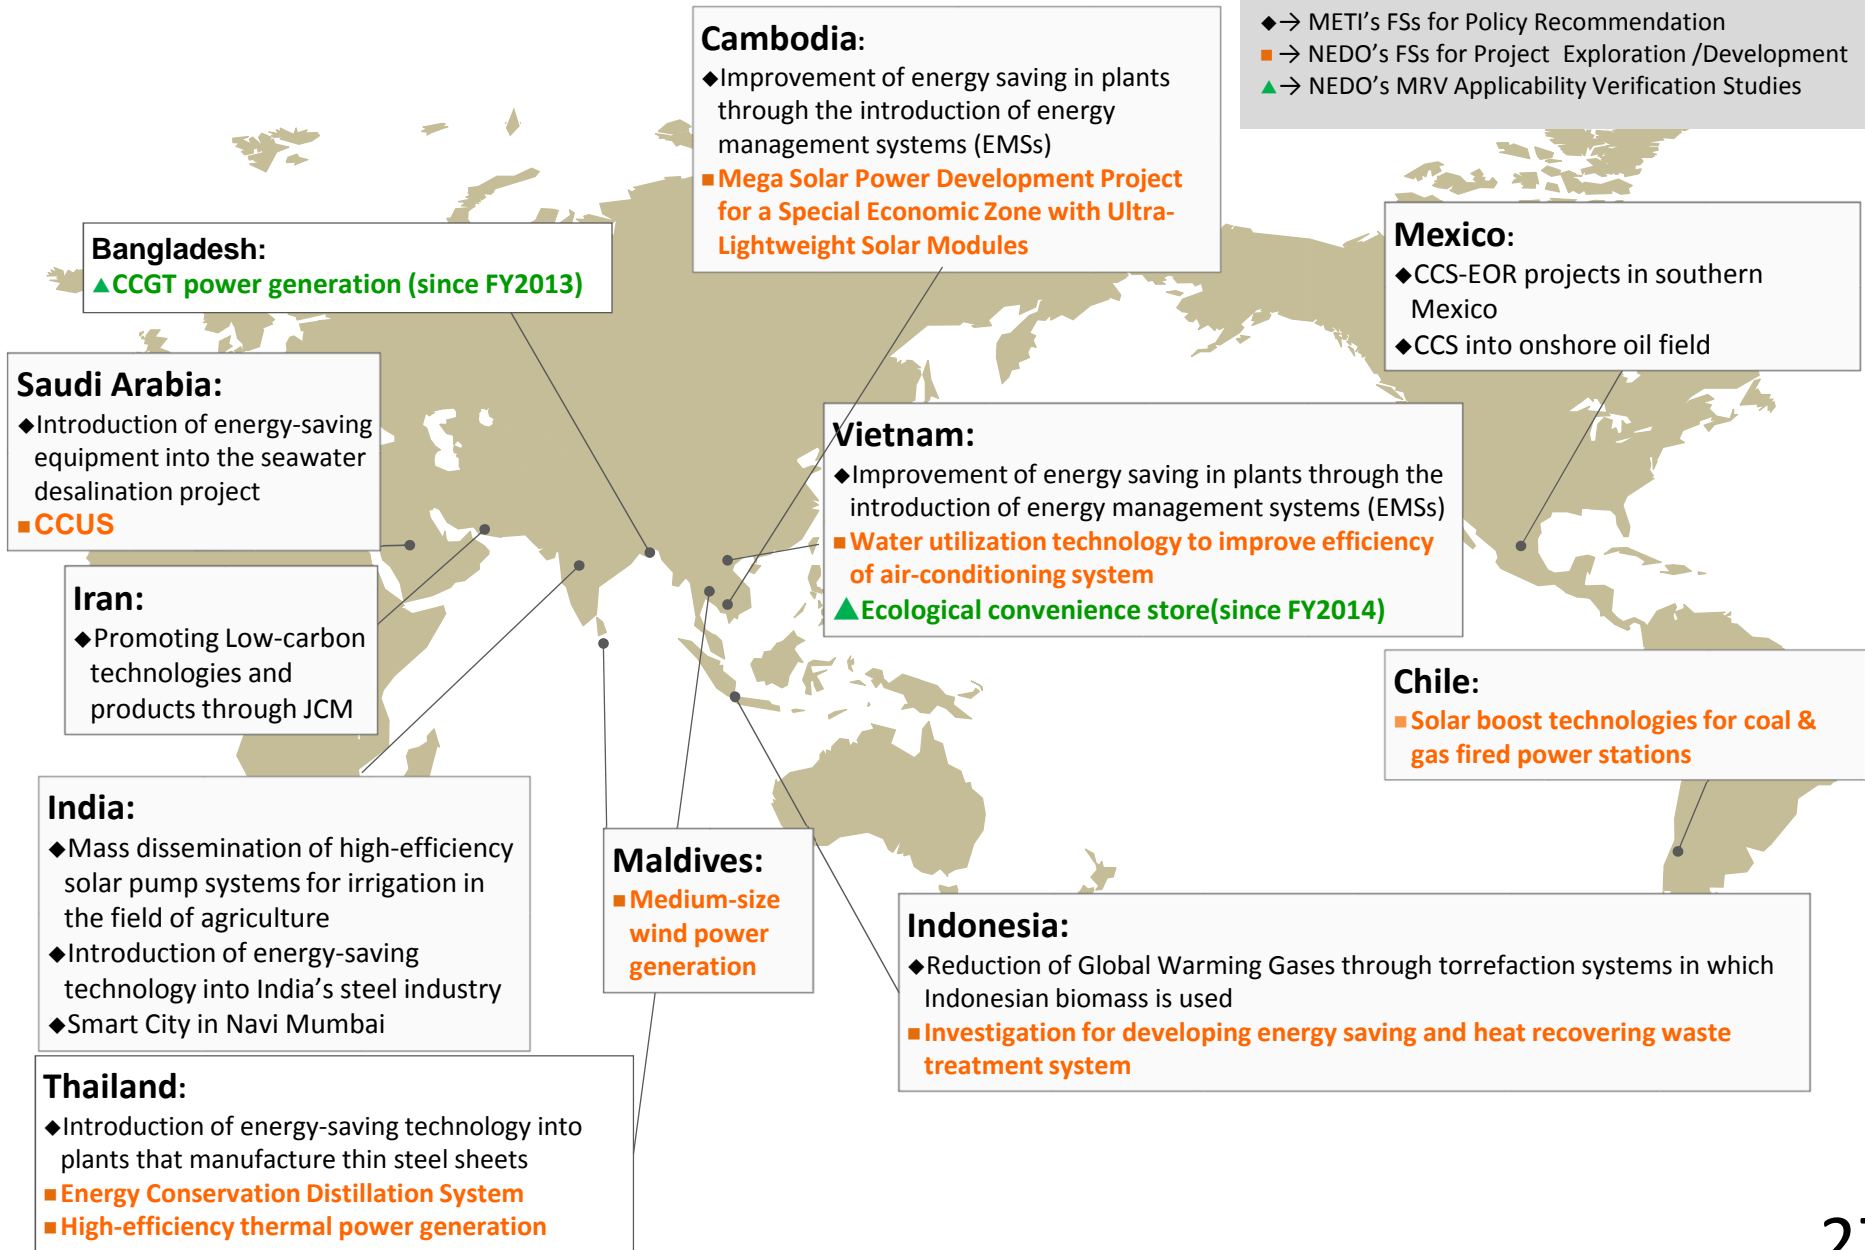 ◆→ METI’s FSs for Policy Recommendation
■→ NEDO’s FSs for Project Exploration /Development
▲→ NEDO’s MRV Applicability Verification Studies
Cambodia:
◆Improvement of energy saving in plants
through the introduction of energy
management systems (EMSs)
■Mega Solar Power Development Project
for a Special Economic Zone with Ultra-
Lightweight Solar Modules
Bangladesh:
▲CCGT power generation (since FY2013)
Mexico:
◆CCS-EOR projects in southern
Mexico
◆CCS into onshore oil field
Saudi Arabia:
◆Introduction of energy-saving
equipment into the seawater
desalination project
■CCUS
Vietnam:
◆Improvement of energy saving in plants through the
introduction of energy management systems (EMSs)
■Water utilization technology to improve efficiency
of air-conditioning system
▲Ecological convenience store(since FY2014)
Iran:
◆Promoting Low-carbon
technologies and
products through JCM
Chile:
■Solar boost technologies for coal &
gas fired power stations
India:
◆Mass dissemination of high-efficiency
solar pump systems for irrigation in
the field of agriculture
◆Introduction of energy-saving
technology into India’s steel industry
◆Smart City in Navi Mumbai
Maldives:
■Medium-size
wind power
generation
Indonesia:
◆Reduction of Global Warming Gases through torrefaction systems in which
Indonesian biomass is used
■Investigation for developing energy saving and heat recovering waste
treatment system
Thailand:
◆Introduction of energy-saving technology into
plants that manufacture thin steel sheets
■Energy Conservation Distillation System
■High-efficiency thermal power generation